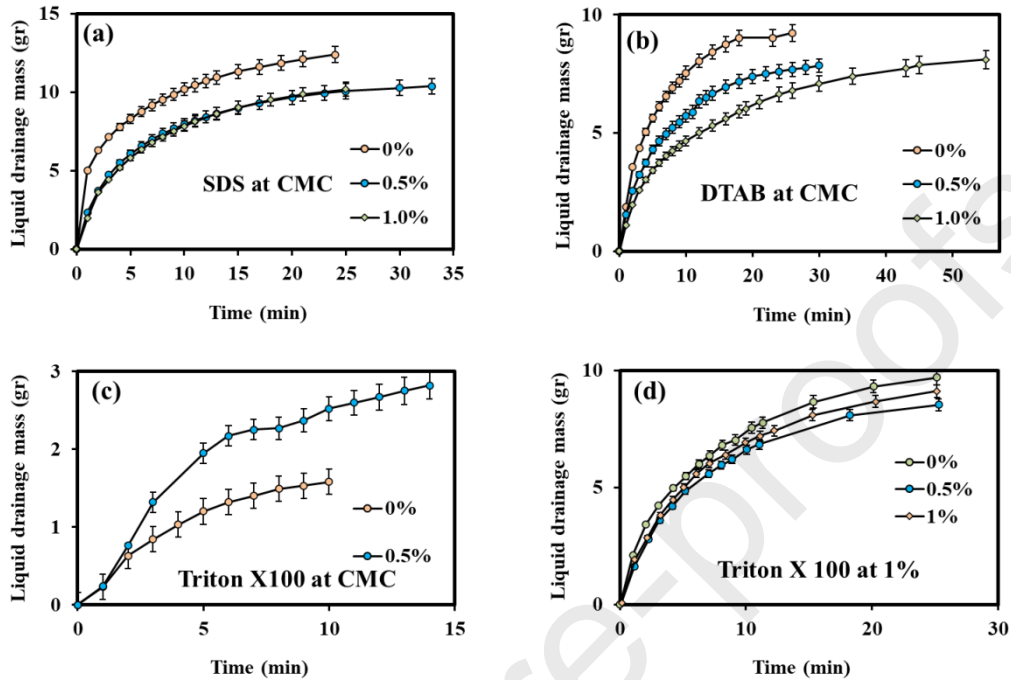 (a)
Liquid drainage mass (gr)
15
10
5
0
0%
0.5%
1.0%
SDS at CMC
0 5 10 15 20 25 30 35
Time (min)
(b)
Liquid drainage mass (gr)
10
5
0
0%
0.5%
1.0%
DTAB at CMC
0 10 20 30 40 50
Time (min)
(c)
Liquid drainage mass (gr)
3
2
1
0
0%
0.5%
Triton X100 at CMC
0 5 10 15
Time (min)
(d)
Liquid drainage mass (gr)
10
5
0
0%
0.5%
1%
Triton X 100 at 1%
0 10 20 30
Time (min)
e-proofs